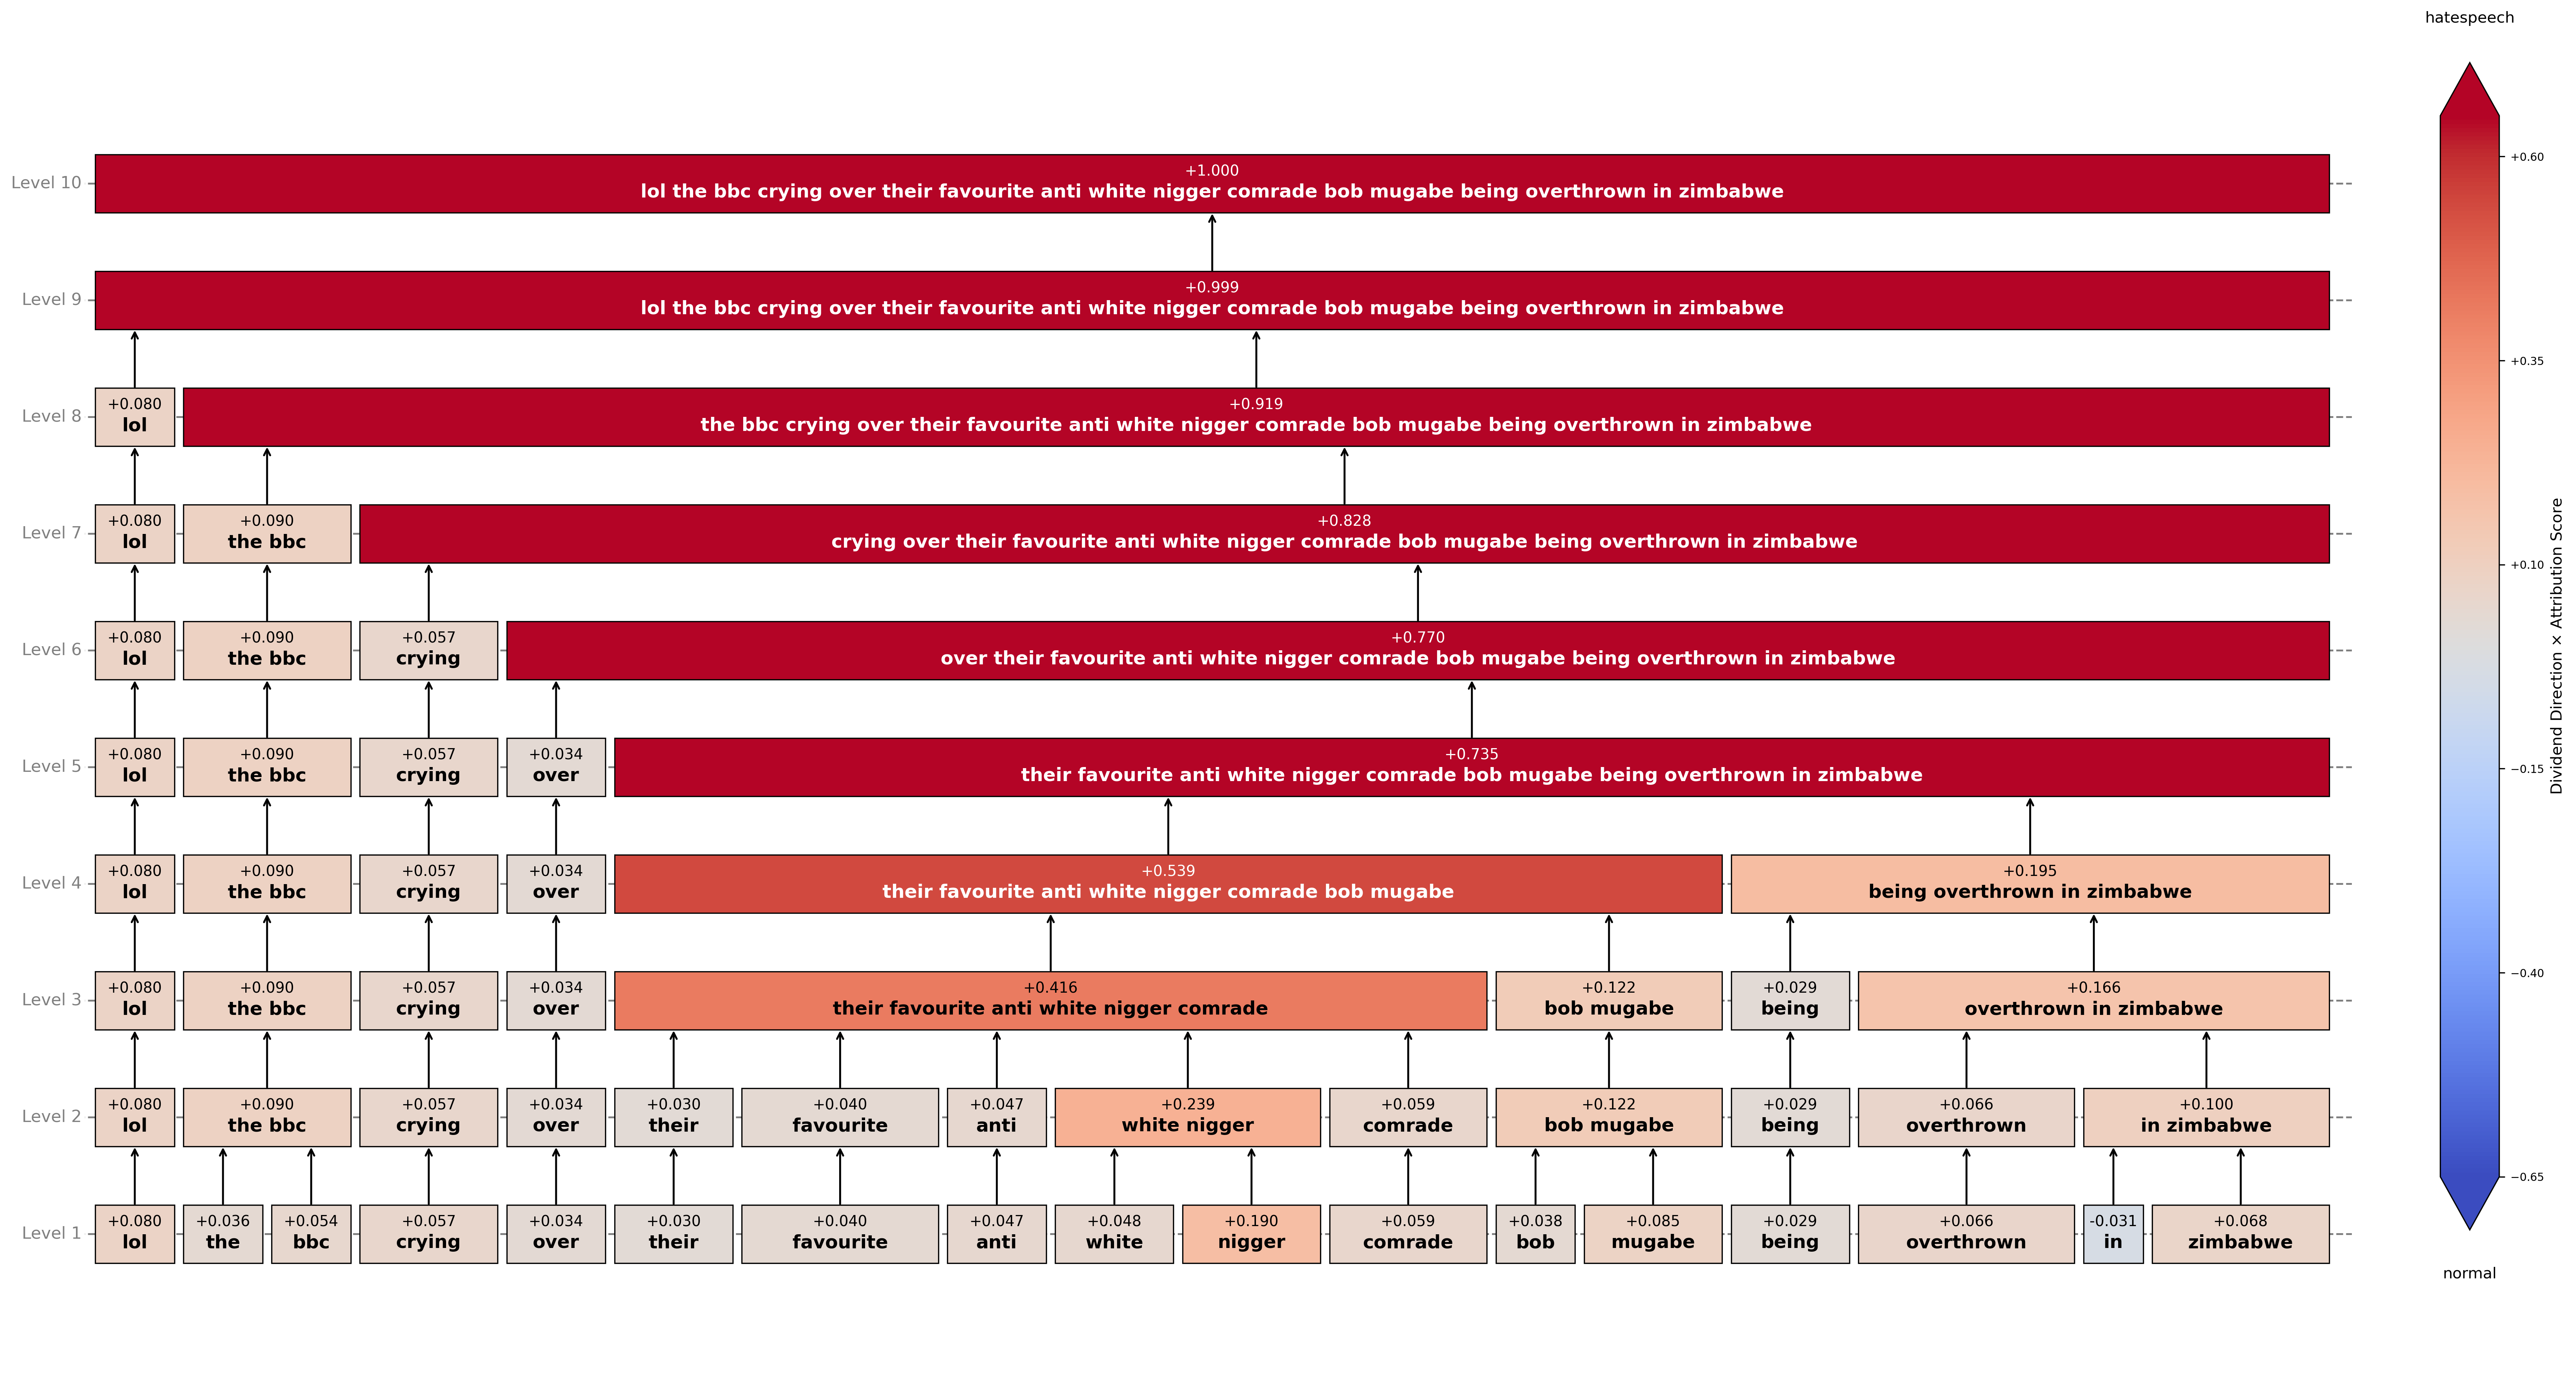 hatespeech
Level 10
+1.000
lol the bbc crying over their favourite anti white nigger comrade bob mugabe being overthrown in zimbabwe
+0.60
Level 9
+0.999
lol the bbc crying over their favourite anti white nigger comrade bob mugabe being overthrown in zimbabwe
+0.35
Level 8
+0.080 +0.919
lol the bbc crying over their favourite anti white nigger comrade bob mugabe being overthrown in zimbabwe
Level 7
+0.080 +0.090 +0.828
lol the bbc crying over their favourite anti white nigger comrade bob mugabe being overthrown in zimbabwe
+0.10
Dividend Direction × Attribution Score
Level 6
+0.080 +0.090 +0.057 +0.770
lol the bbc crying over their favourite anti white nigger comrade bob mugabe being overthrown in zimbabwe
Level 5
+0.080 +0.090 +0.057 +0.034 +0.735
lol the bbc crying over their favourite anti white nigger comrade bob mugabe being overthrown in zimbabwe
−0.15
Level 4
+0.080 +0.090 +0.057 +0.034 +0.539 +0.195
lol the bbc crying over their favourite anti white nigger comrade bob mugabe being overthrown in zimbabwe
−0.40
Level 3
+0.080 +0.090 +0.057 +0.034 +0.416 +0.122 +0.029 +0.166
lol the bbc crying over their favourite anti white nigger comrade bob mugabe being overthrown in zimbabwe
Level 2
+0.080 +0.090 +0.057 +0.034 +0.030 +0.040 +0.047 +0.239 +0.059 +0.122 +0.029 +0.066 +0.100
lol the bbc crying over their favourite anti white nigger comrade bob mugabe being overthrown in zimbabwe
−0.65
Level 1
+0.080 +0.036 +0.054 +0.057 +0.034 +0.030 +0.040 +0.047 +0.048 +0.190 +0.059 +0.038 +0.085 +0.029 +0.066 -0.031 +0.068
lol the bbc crying over their favourite anti white nigger comrade bob mugabe being overthrown in zimbabwe
normal